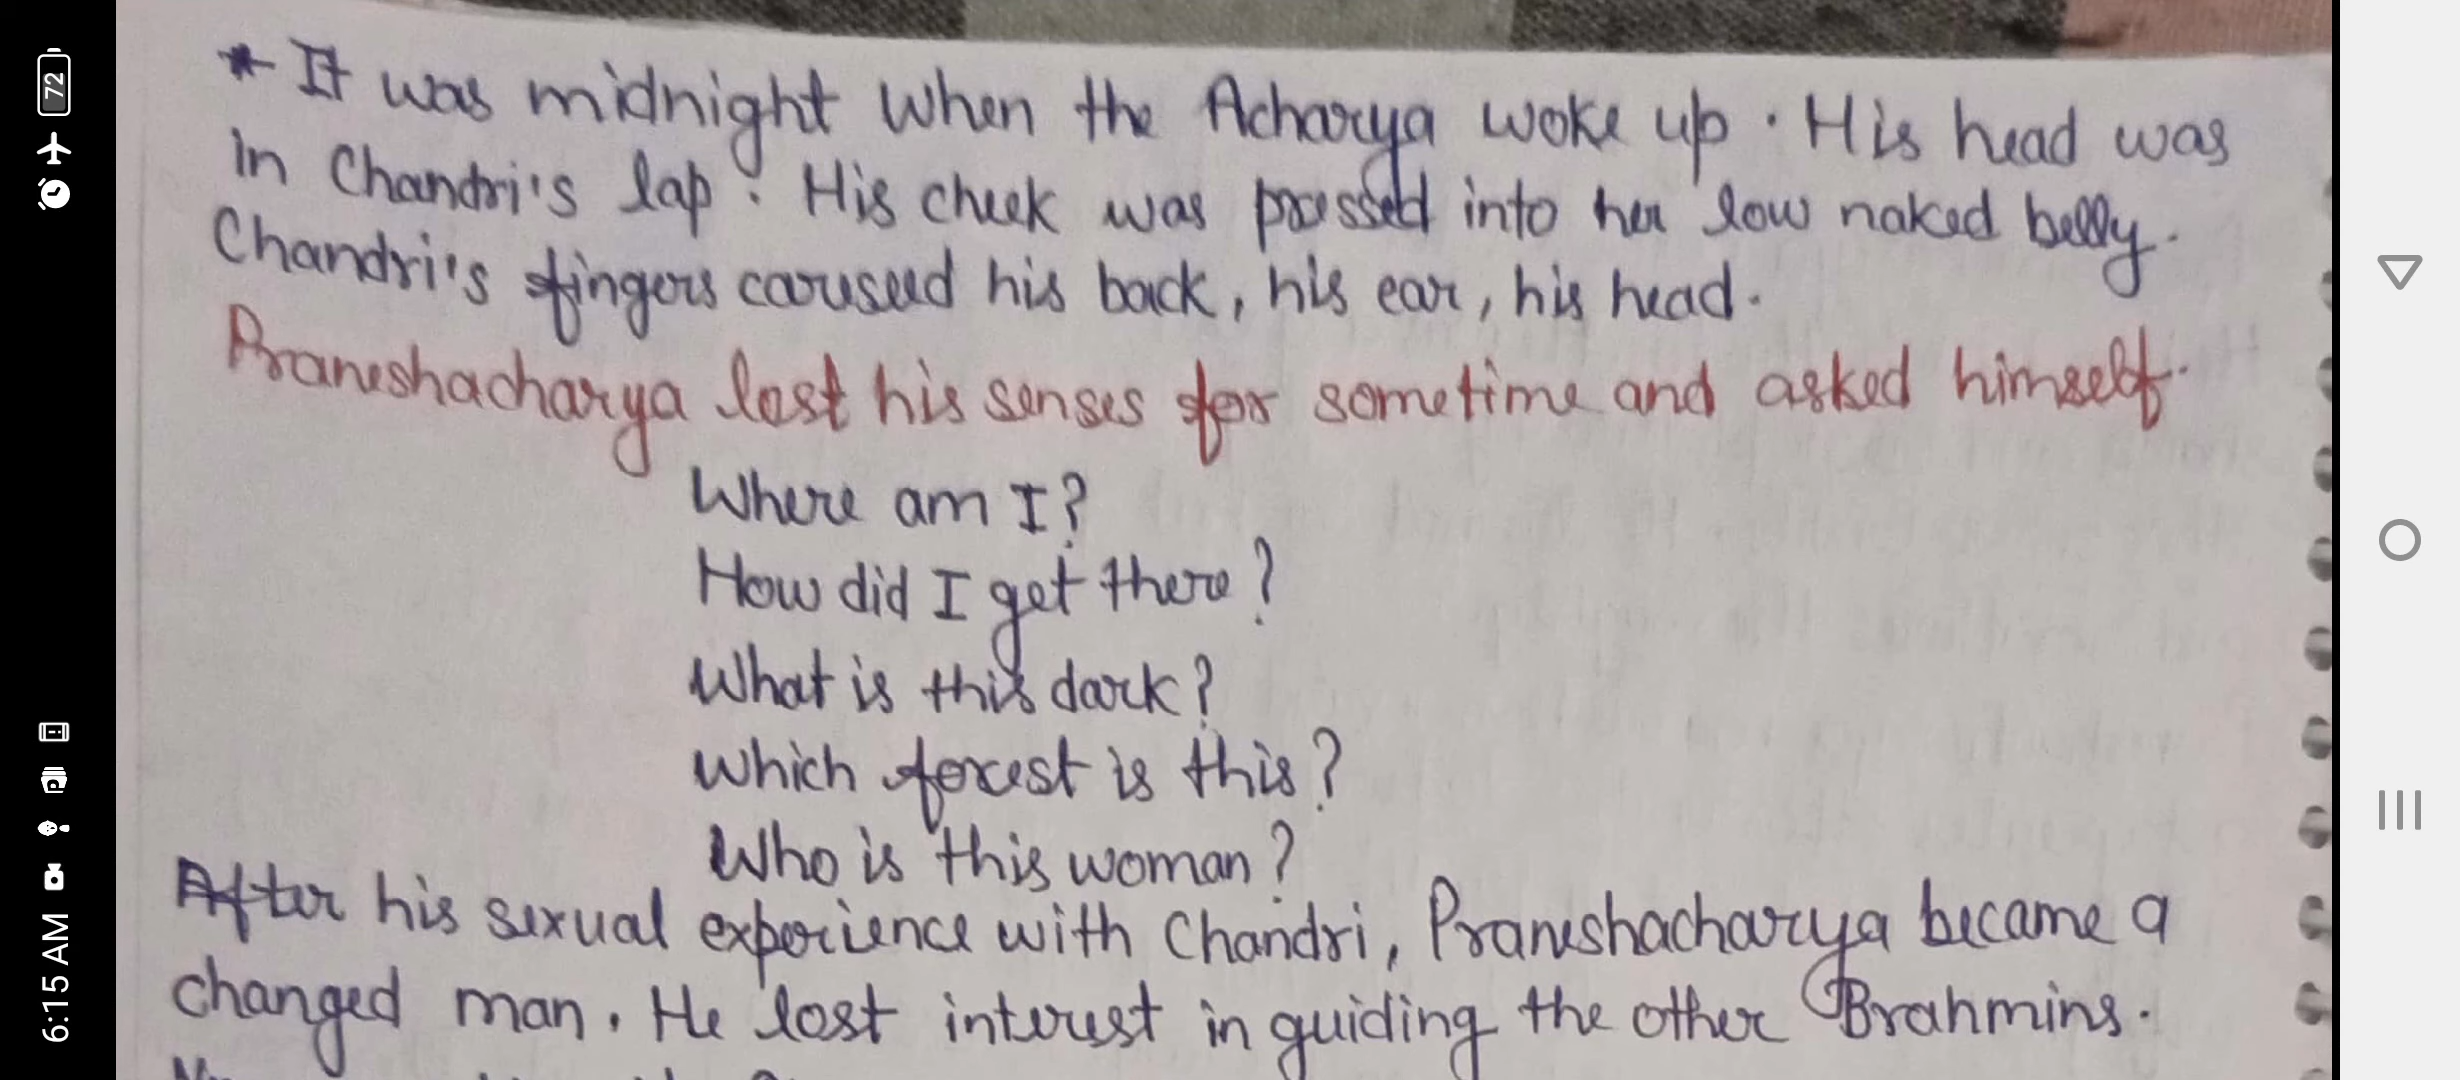 * It was midnight when the Acharya woke up. His head was
in Chandri's lap. His cheek was pressed into her low naked belly.
Chandri's fingers caressed his back, his ear, his head.
Praneshacharya lost his senses for sometime and asked himself.
Where am I?
How did I get there?
What is this dark?
Which forest is this?
Who is this woman?
After his sexual experience with Chandri, Praneshacharya became a
changed man. He lost interest in guiding the other Brahmins.
72
6:15 AM